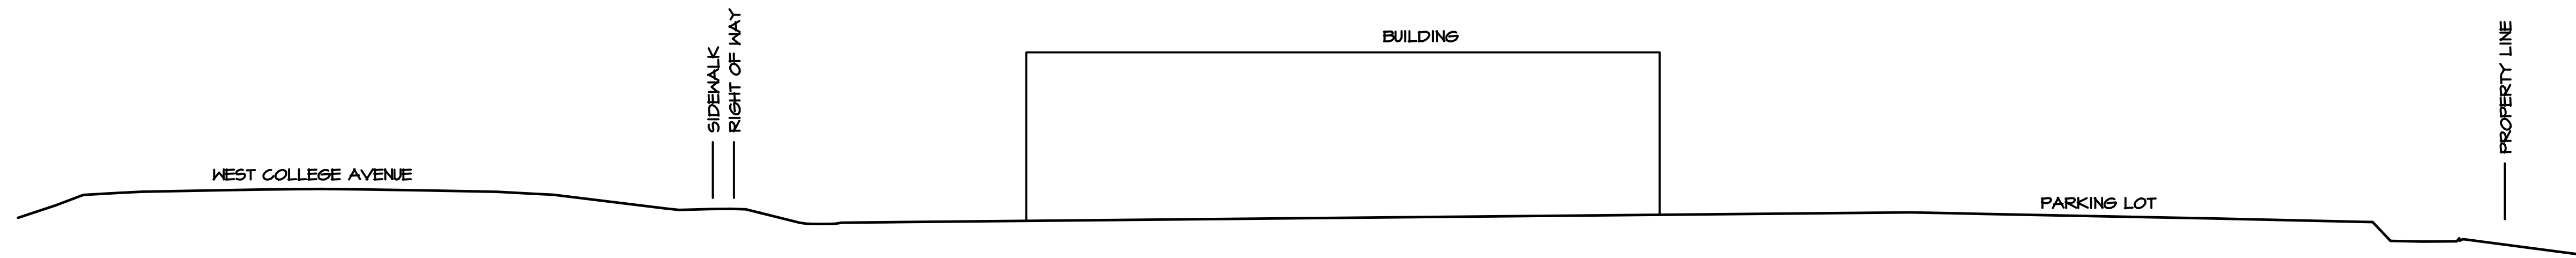 WEST COLLEGE AVENUE
SIDEWALK
RIGHT OF WAY
BUILDING
PARKING LOT
PROPERTY LINE